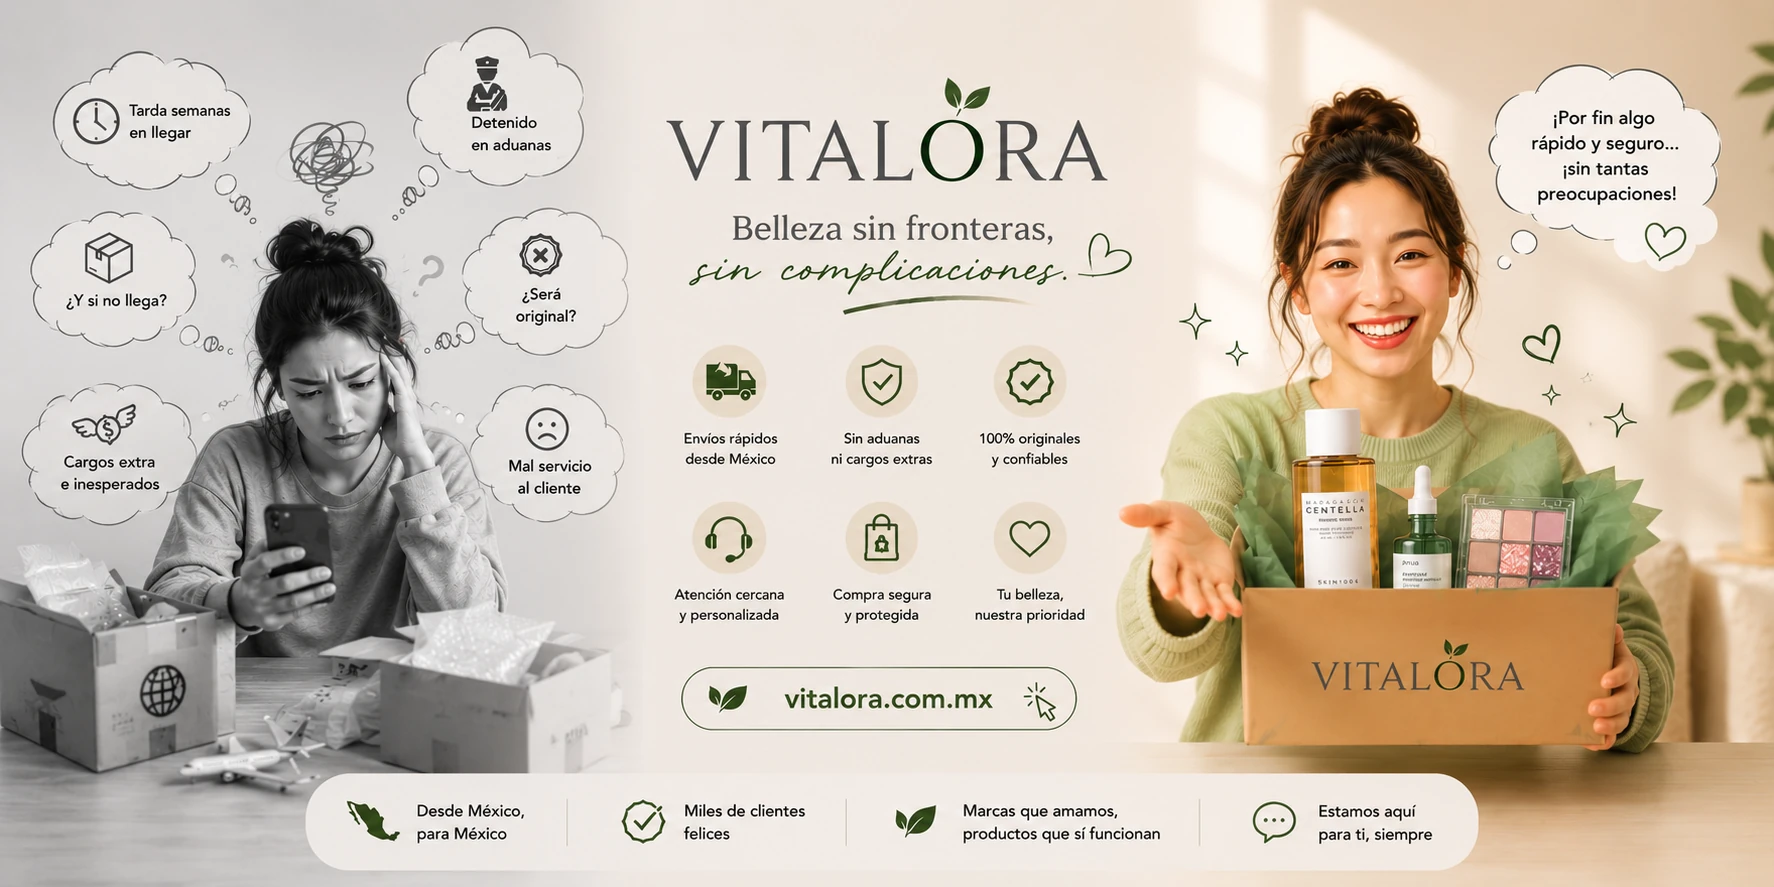 Tarda semanas
en llegar
Detenido
en aduanas
¿Y si no llega?
¿Será
original?
Cargos extra
e inesperados
Mal servicio
al cliente
VITALORA
Belleza sin fronteras,
sin complicaciones.
Envíos rápidos
desde México
Sin aduanas
ni cargos extras
100% originales
y confiables
Atención cercana
y personalizada
Compra segura
y protegida
Tu belleza,
nuestra prioridad
vitalora.com.mx
¡Por fin algo
rápido y seguro...
¡sin tantas
preocupaciones!
CENTELLA
VITALORA
Desde México,
para México
Miles de clientes
felices
Marcas que amamos,
productos que sí funcionan
Estamos aquí
para ti, siempre